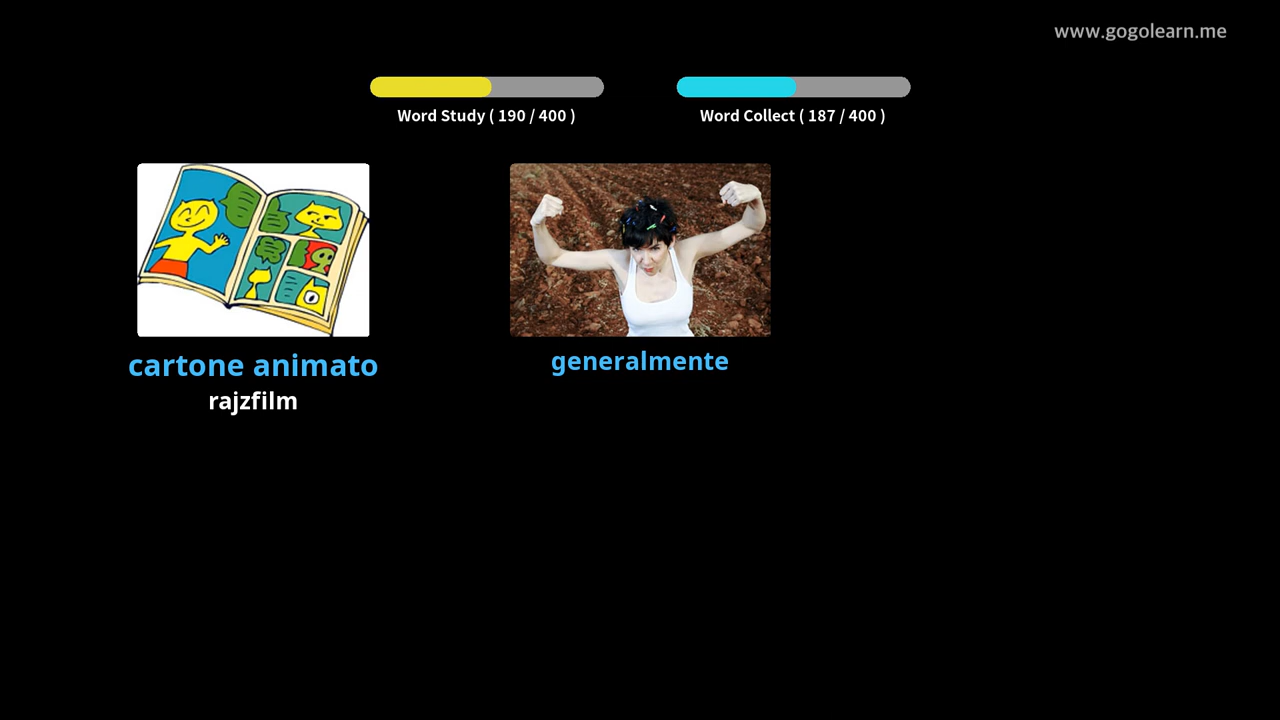 www.gogolearn.me
Word Study ( 190 / 400 )
Word Collect ( 187 / 400 )
cartone animato
rajzfilm
generalmente